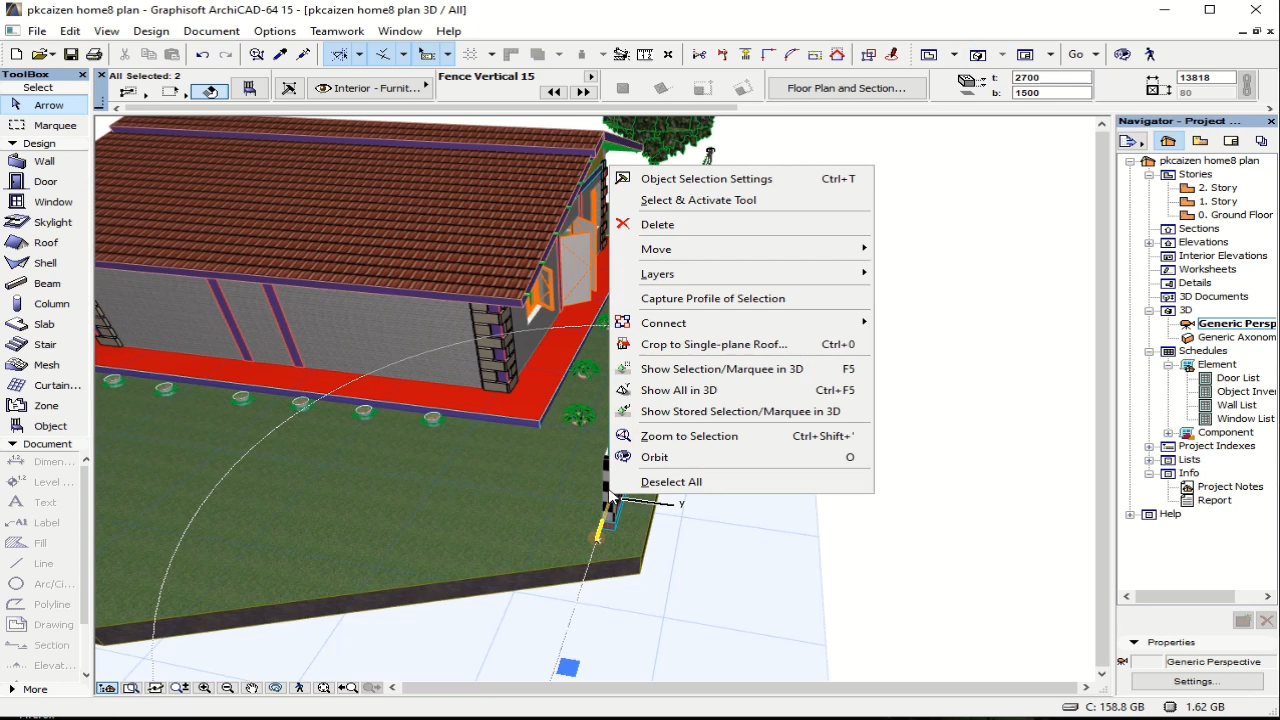 pkcaizen home8 plan - Graphisoft ArchiCAD-64 15 - [pkcaizen home8 plan 3D / All]
File Edit View Design Document Options Teamwork Window Help
Go
ToolBox
Select
Arrow
Marquee
Design
Wall
Door
Window
Skylight
Roof
Shell
Beam
Column
Slab
Stair
Mesh
Curtain...
Zone
Object
Document
Dimen...
Level ...
Text
Label
Fill
Line
Arc/Ci...
Polyline
Drawing
Section
Elevat...
More
All Selected: 2
Interior - Furnit...
Fence Vertical 15
Floor Plan and Section...
t: 2700
b: 1500
13818
80
Object Selection Settings Ctrl+T
Select & Activate Tool
Delete
Move
Layers
Capture Profile of Selection
Connect
Crop to Single-plane Roof... Ctrl+0
Show Selection/Marquee in 3D F5
Show All in 3D Ctrl+F5
Show Stored Selection/Marquee in 3D
Zoom to Selection Ctrl+Shift+'
Orbit O
Deselect All
y
Navigator - Project ...
pkcaizen home8 plan
Stories
2. Story
1. Story
0. Ground Floor
Sections
Elevations
Interior Elevations
Worksheets
Details
3D Documents
3D
Generic Persp
Generic Axonom
Schedules
Element
Door List
Object Inver
Wall List
Window List
Component
Project Indexes
Lists
Info
Project Notes
Report
Help
Properties
Generic Perspective
Settings...
C: 158.8 GB
1.62 GB